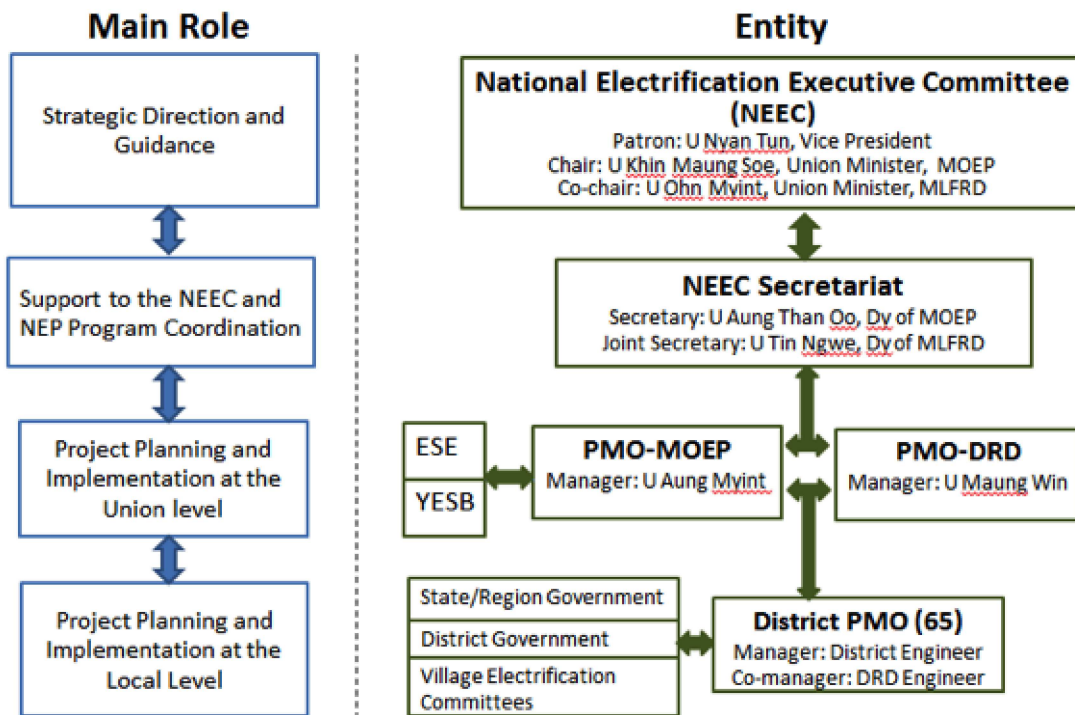 Main Role
Entity
Strategic Direction and
Guidance
National Electrification Executive Committee
(NEEC)
Patron: U Nyan Tun, Vice President
Chair: U Khin Maung Soe, Union Minister, MOEP
Co-chair: U Ohn Myint, Union Minister, MLFRD
Support to the NEEC and
NEP Program Coordination
NEEC Secretariat
Secretary: U Aung Than Oo, Dy of MOEP
Joint Secretary: U Tin Ngwe, Dy of MLFRD
Project Planning and
Implementation at the
Union level
ESE
YESB
PMO-MOEP
Manager: U Aung Myint
PMO-DRD
Manager: U Maung Win
Project Planning and
Implementation at the
Local Level
State/Region Government
District Government
Village Electrification
Committees
District PMO (65)
Manager: District Engineer
Co-manager: DRD Engineer